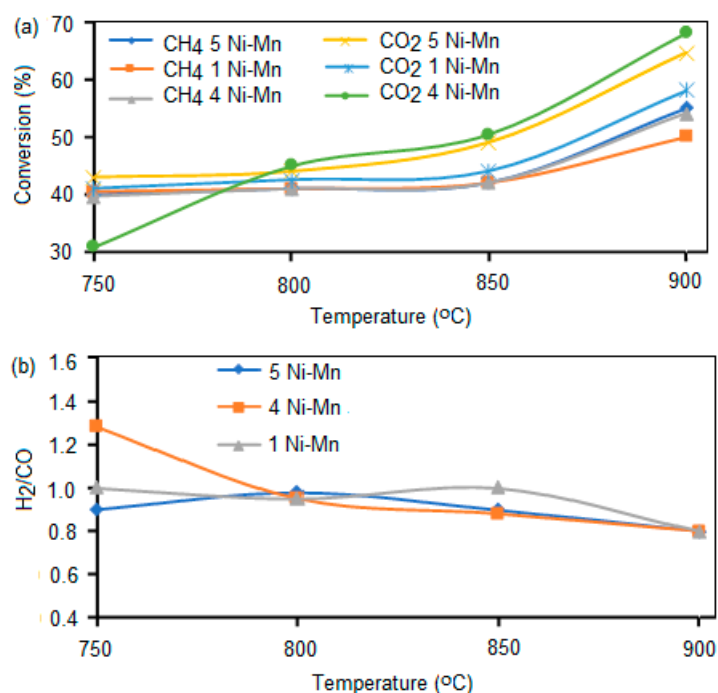 (a)
70
60
50
40
30
Conversion (%)
CH4 5 Ni-Mn
CH4 1 Ni-Mn
CH4 4 Ni-Mn
CO2 5 Ni-Mn
CO2 1 Ni-Mn
CO2 4 Ni-Mn
750 800 850 900
Temperature (°C)
(b)
1.6
1.4
1.2
1.0
0.8
0.6
0.4
H2/CO
5 Ni-Mn
4 Ni-Mn
1 Ni-Mn
750 800 850 900
Temperature (°C)